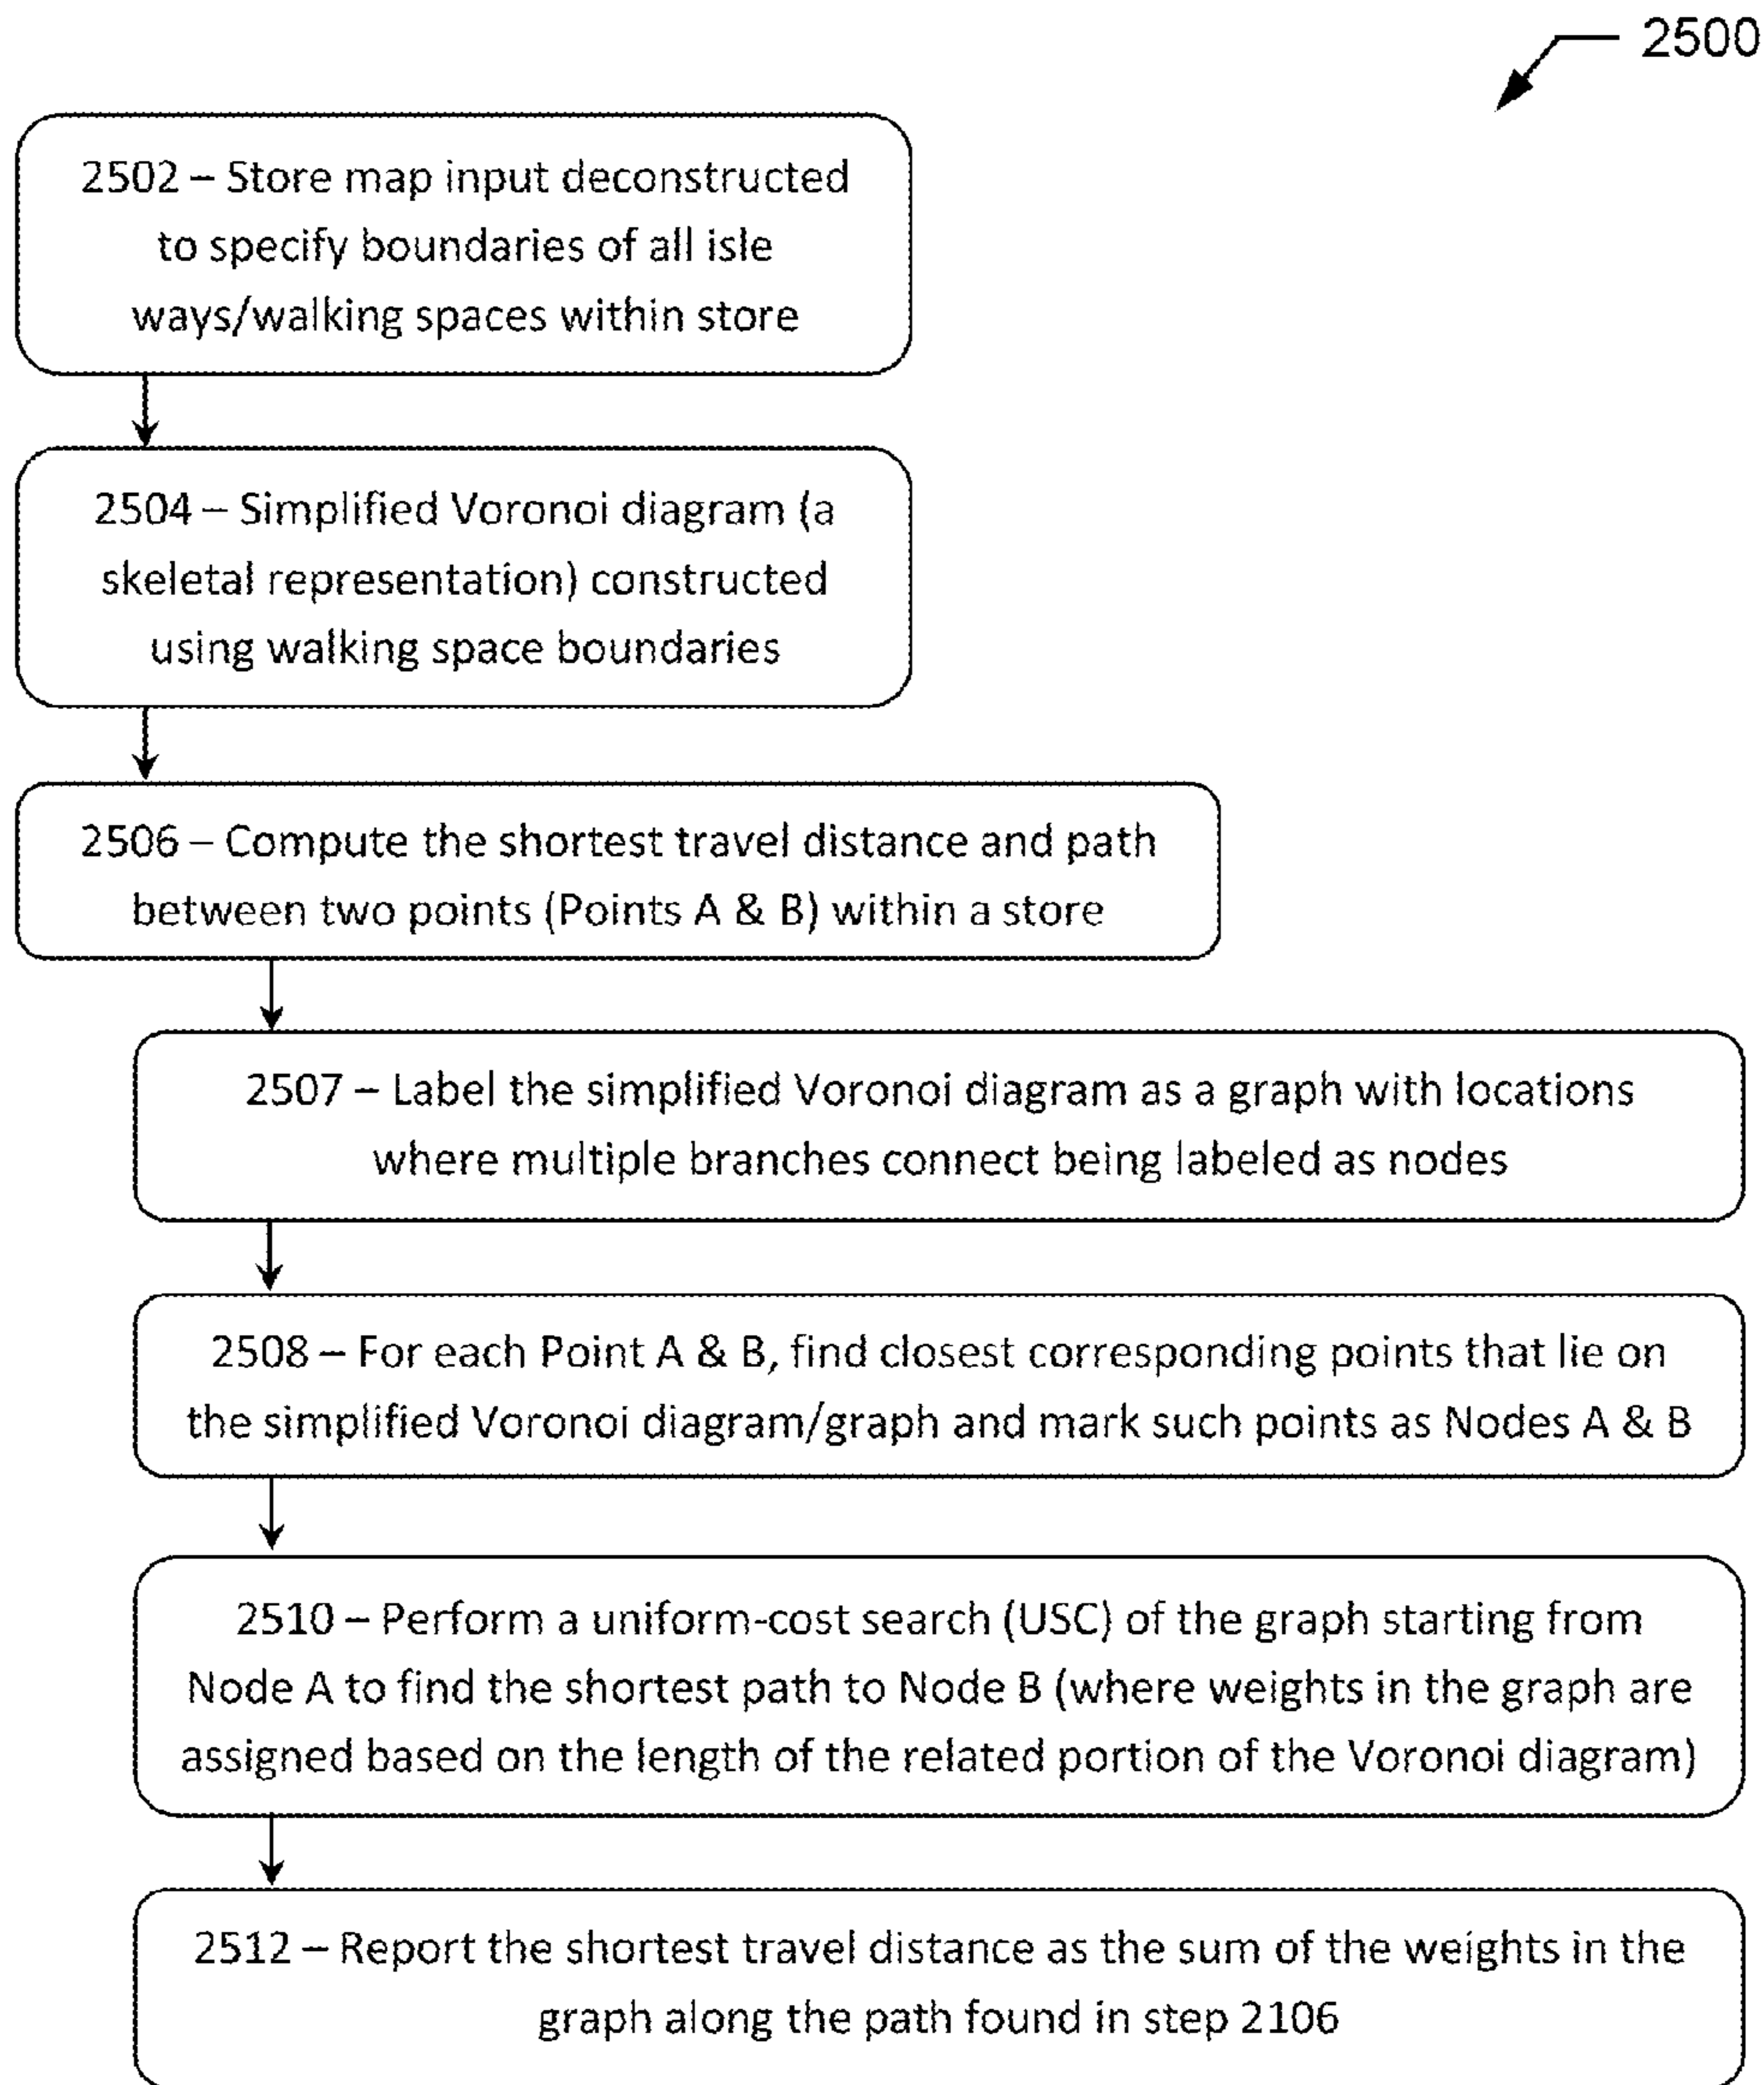 2500
2502 – Store map input deconstructed
to specify boundaries of all isle
ways/walking spaces within store
2504 – Simplified Voronoi diagram (a
skeletal representation) constructed
using walking space boundaries
2506 – Compute the shortest travel distance and path
between two points (Points A & B) within a store
2507 – Label the simplified Voronoi diagram as a graph with locations
where multiple branches connect being labeled as nodes
2508 – For each Point A & B, find closest corresponding points that lie on
the simplified Voronoi diagram/graph and mark such points as Nodes A & B
2510 – Perform a uniform-cost search (USC) of the graph starting from
Node A to find the shortest path to Node B (where weights in the graph are
assigned based on the length of the related portion of the Voronoi diagram)
2512 – Report the shortest travel distance as the sum of the weights in the
graph along the path found in step 2106